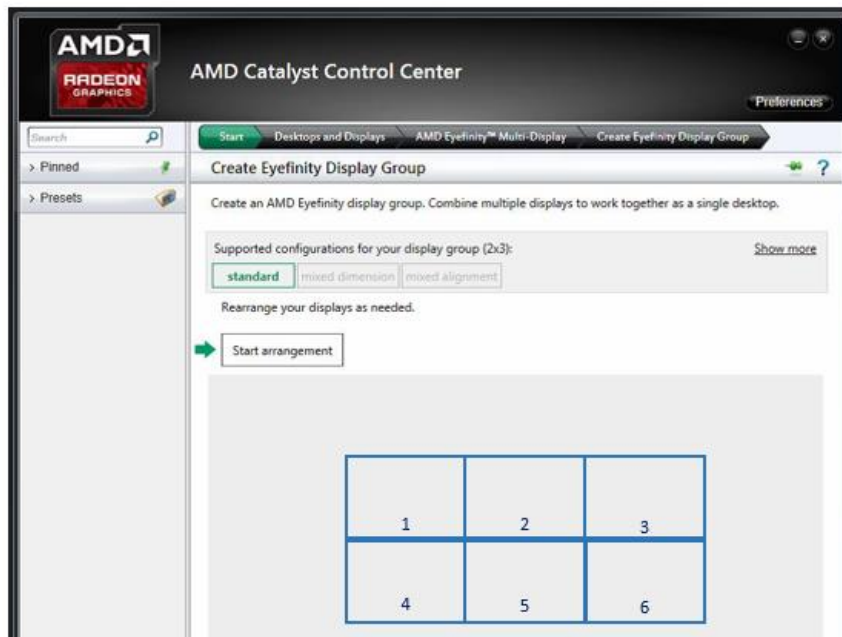 AMD
RADEON
GRAPHICS
AMD Catalyst Control Center
Preferences
Search
Start
Desktops and Displays
AMD Eyefinity™ Multi-Display
Create Eyefinity Display Group
> Pinned
> Presets
Create Eyefinity Display Group
?
Create an AMD Eyefinity display group. Combine multiple displays to work together as a single desktop.
Supported configurations for your display group (2x3):
Show more
standard
mixed dimension
mixed alignment
Rearrange your displays as needed.
Start arrangement
1 2 3
4 5 6